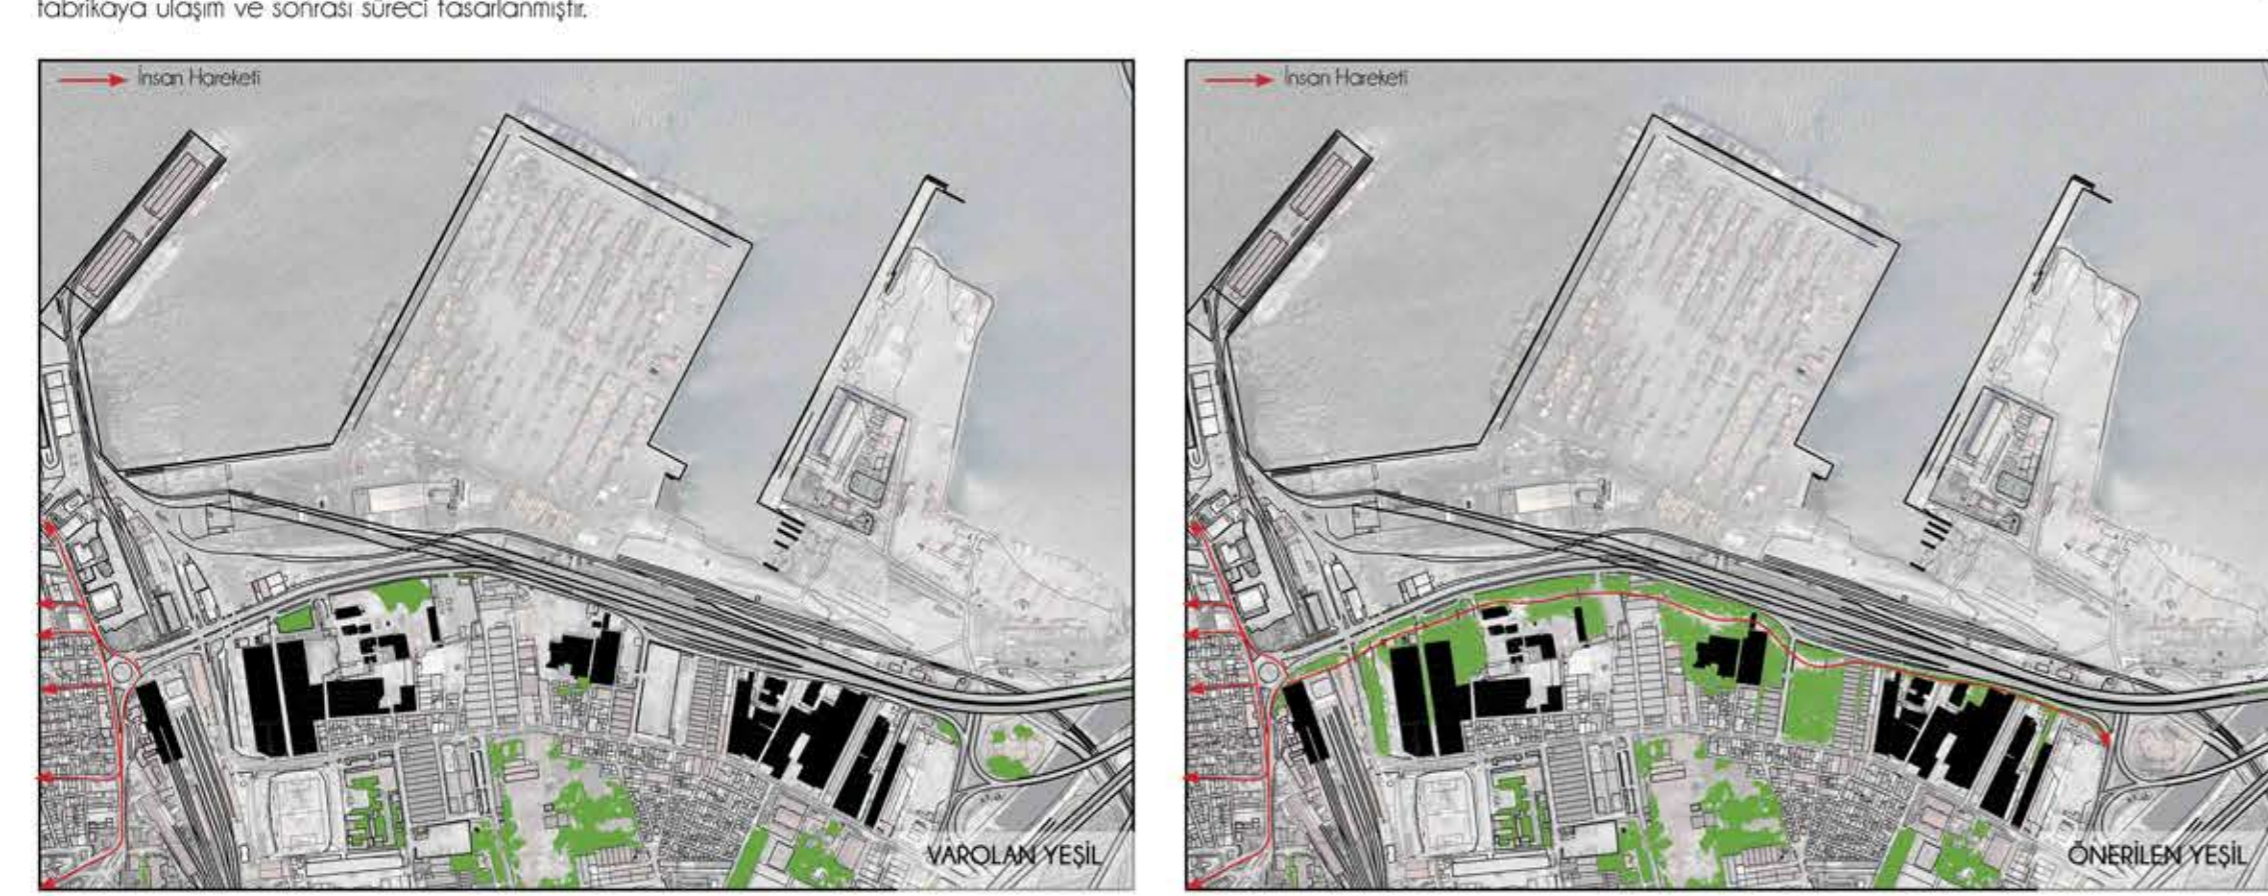 fabrikaya ulaşım ve sonrası süreci tasarlanmıştır.
İnsan Hareketi
VAROLAN YEŞİL
İnsan Hareketi
ÖNERİLEN YEŞİL